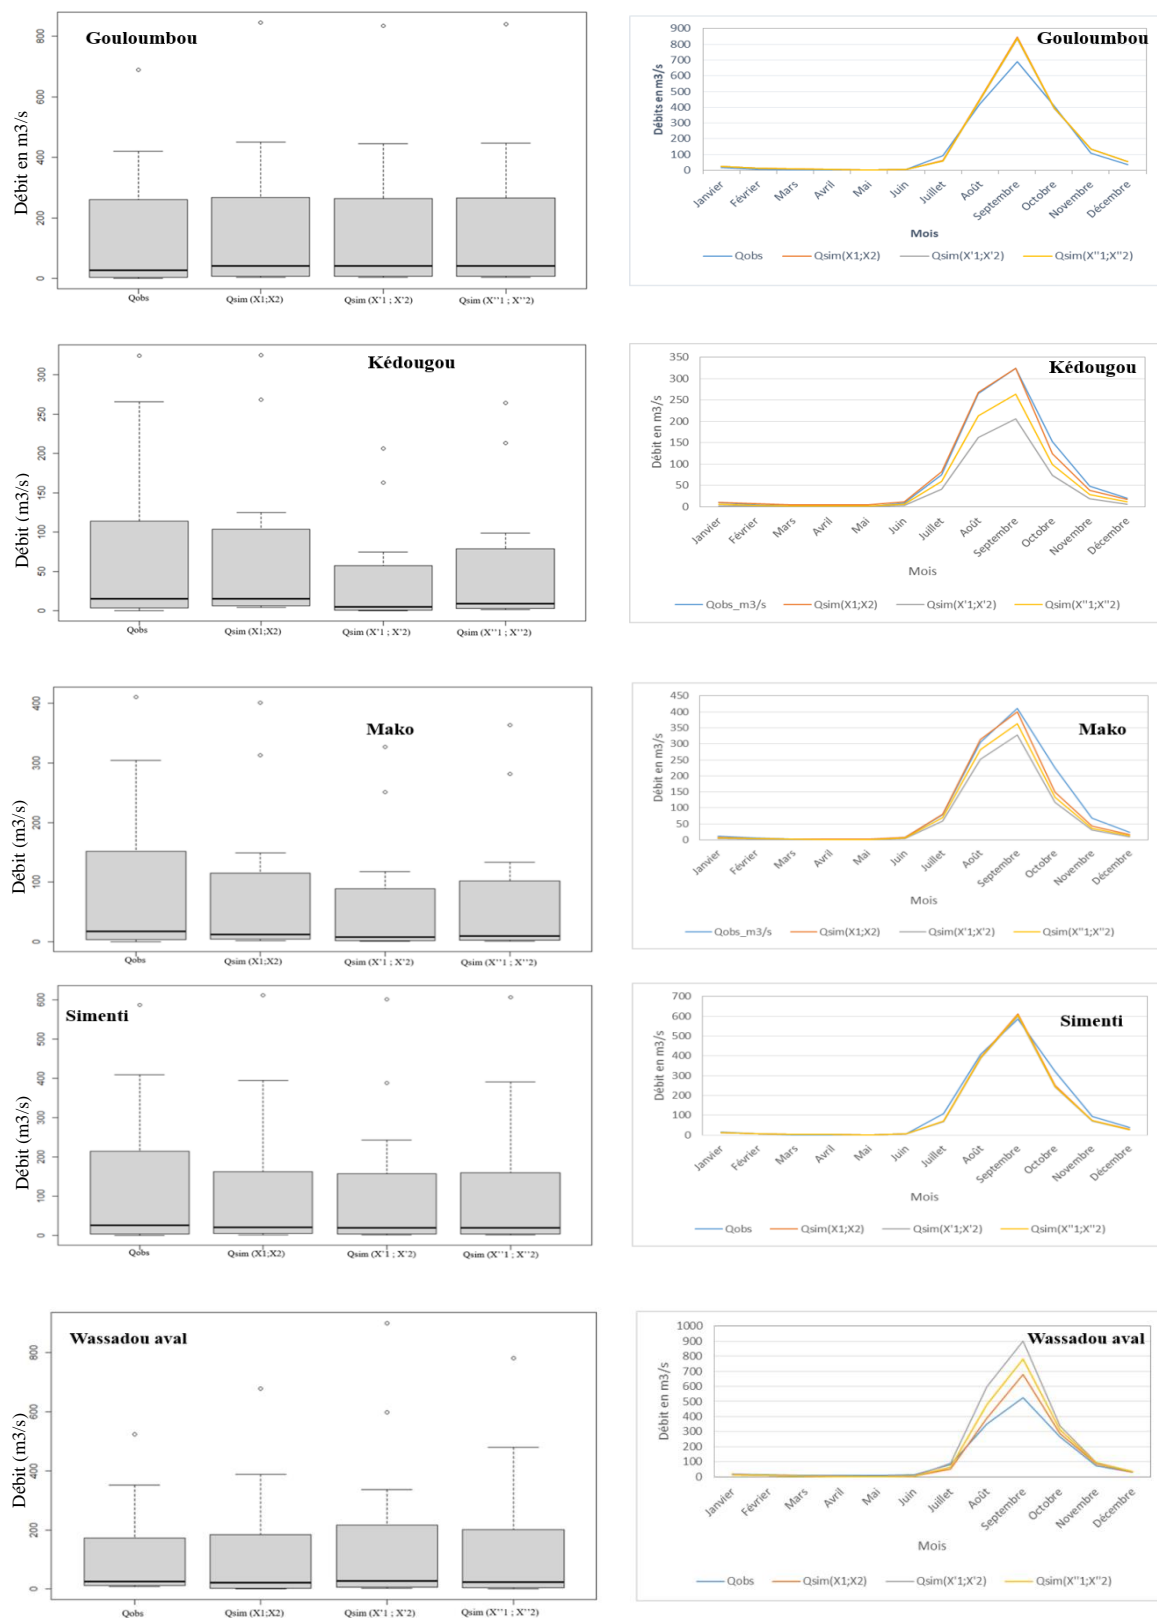 Gouloumbou
Débit en m3/s
0
200
400
600
800
Qobs
Qsim (X1;X2)
Qsim (X'1 ; X'2)
Qsim (X''1 ; X''2)
Gouloumbou
Débits en m3/s
900
800
700
600
500
400
300
200
100
0
Janvier
Février
Mars
Avril
Mai
Juin
Juillet
Août
Septembre
Octobre
Novembre
Décembre
Mois
Qobs
Qsim(X1;X2)
Qsim(X'1;X'2)
Qsim(X''1;X''2)
Kédougou
Débit (m3/s)
0
50
100
150
200
250
300
Qobs
Qsim (X1;X2)
Qsim (X'1 ; X'2)
Qsim (X''1 ; X''2)
Kédougou
Débit en m3/s
350
300
250
200
150
100
50
0
Janvier
Février
Mars
Avril
Mai
Juin
Juillet
Août
Septembre
Octobre
Novembre
Décembre
Mois
Qobs_m3/s
Qsim(X1;X2)
Qsim(X'1;X'2)
Qsim(X''1;X''2)
Mako
Débit (m3/s)
0
100
200
300
400
Qobs
Qsim (X1;X2)
Qsim (X'1 ; X'2)
Qsim (X''1 ; X''2)
Mako
Débit en m3/s
450
400
350
300
250
200
150
100
50
0
Janvier
Février
Mars
Avril
Mai
Juin
Juillet
Août
Septembre
Octobre
Novembre
Décembre
Mois
Qobs_m3/s
Qsim(X1;X2)
Qsim(X'1;X'2)
Qsim(X''1;X''2)
Simenti
Débit (m3/s)
0
100
200
300
400
500
600
Qobs
Qsim (X1;X2)
Qsim (X'1 ; X'2)
Qsim (X''1 ; X''2)
Simenti
Débit en m3/s
700
600
500
400
300
200
100
0
Janvier
Février
Mars
Avril
Mai
Juin
Juillet
Août
Septembre
Octobre
Novembre
Décembre
Mois
Qobs
Qsim(X1;X2)
Qsim(X'1;X'2)
Qsim(X''1;X''2)
Wassadou aval
Débit (m3/s)
0
200
400
600
800
Qobs
Qsim (X1;X2)
Qsim (X'1 ; X'2)
Qsim (X''1 ; X''2)
Wassadou aval
Débit en m3/s
1000
900
800
700
600
500
400
300
200
100
0
Janvier
Février
Mars
Avril
Mai
Juin
Juillet
Août
Septembre
Octobre
Novembre
Décembre
Mois
Qobs
Qsim(X1;X2)
Qsim(X'1;X'2)
Qsim(X''1;X''2)